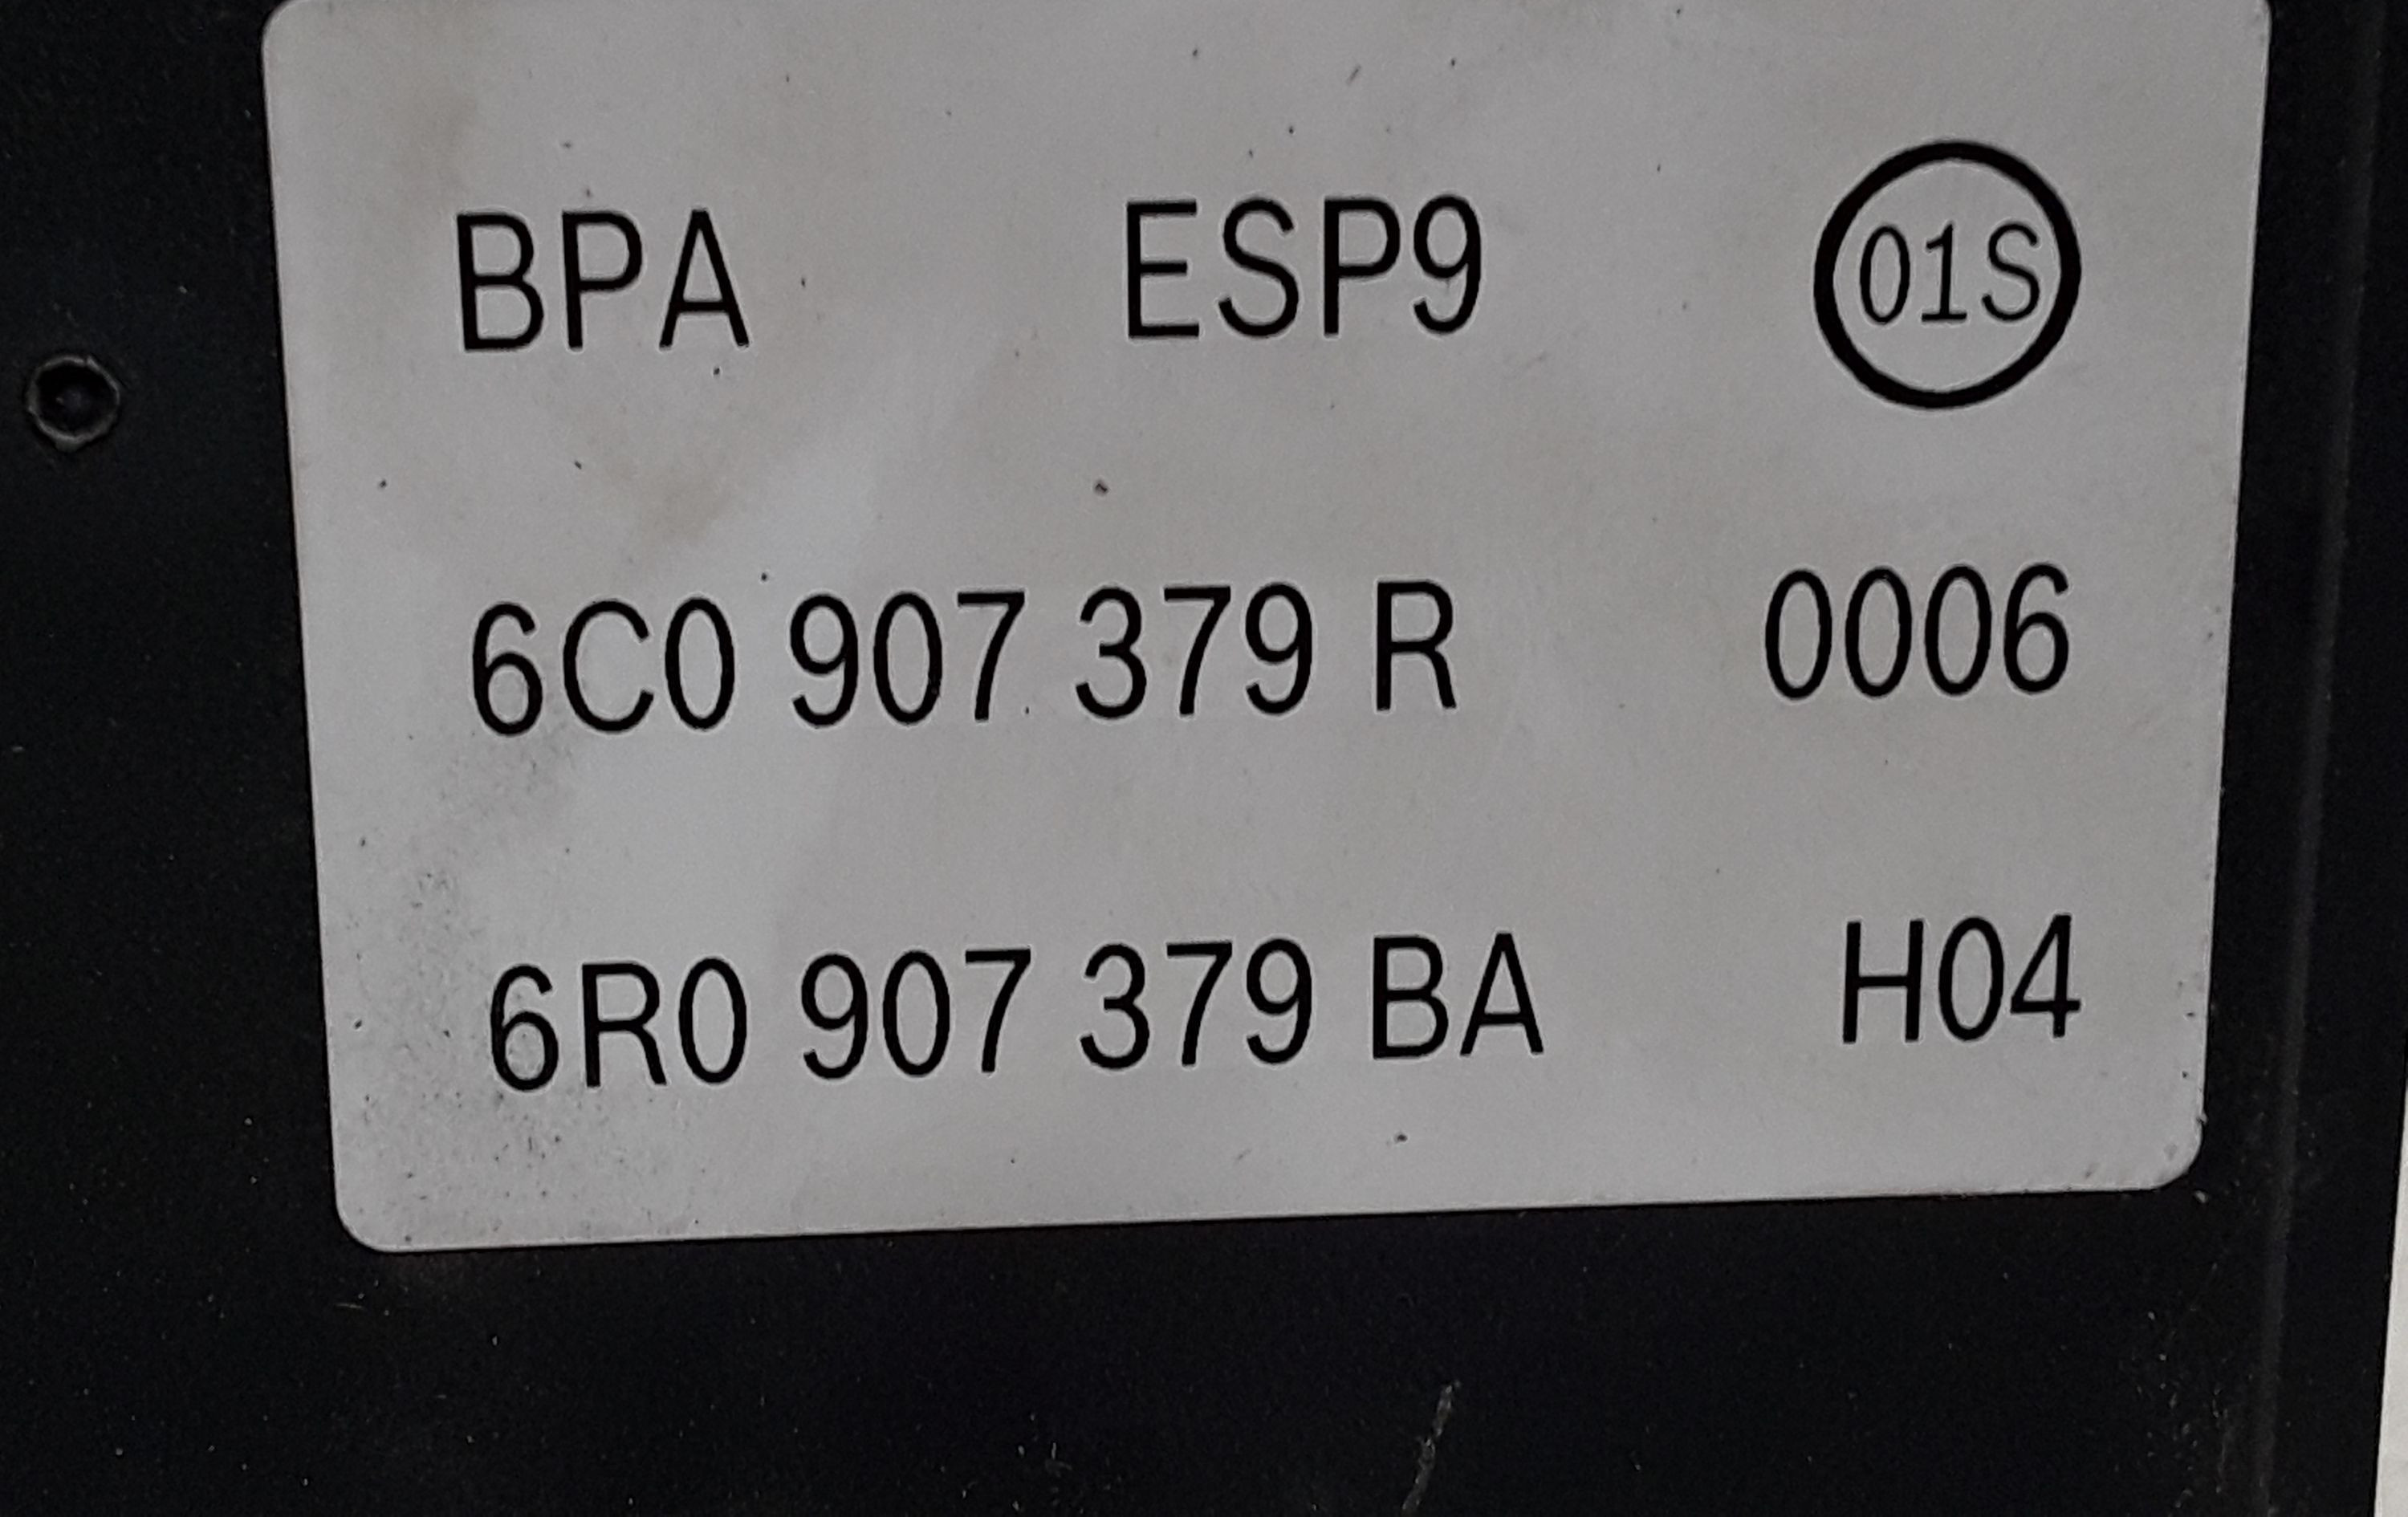 BPA ESP9 01S
6C0 907 379 R 0006
6R0 907 379 BA H04